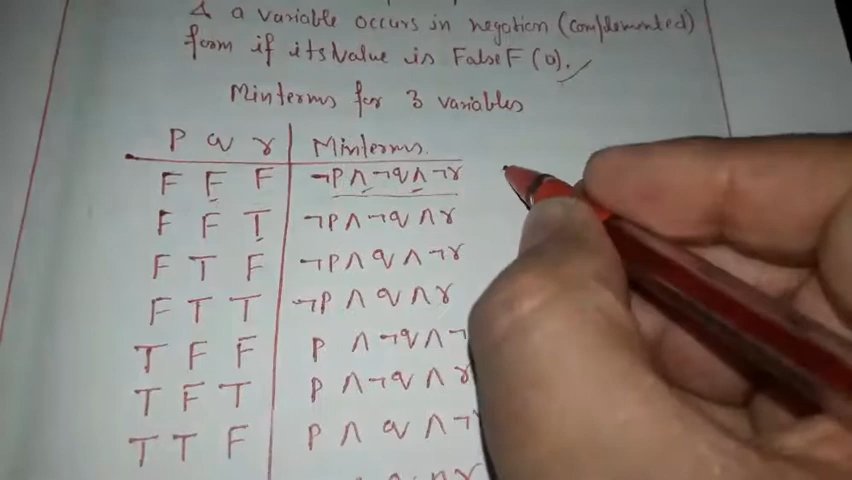 & a variable occurs in negation (complemented)
form if its value is False F (0).
Minterms for 3 variables
P q r Minterms.
F F F ¬P∧¬q∧¬r
F F T ¬P∧¬q∧r
F T F ¬P∧q∧¬r
F T T ¬P∧q∧r
T F F P∧¬q∧¬
T F T P∧¬q∧r
T T F P∧q∧¬r